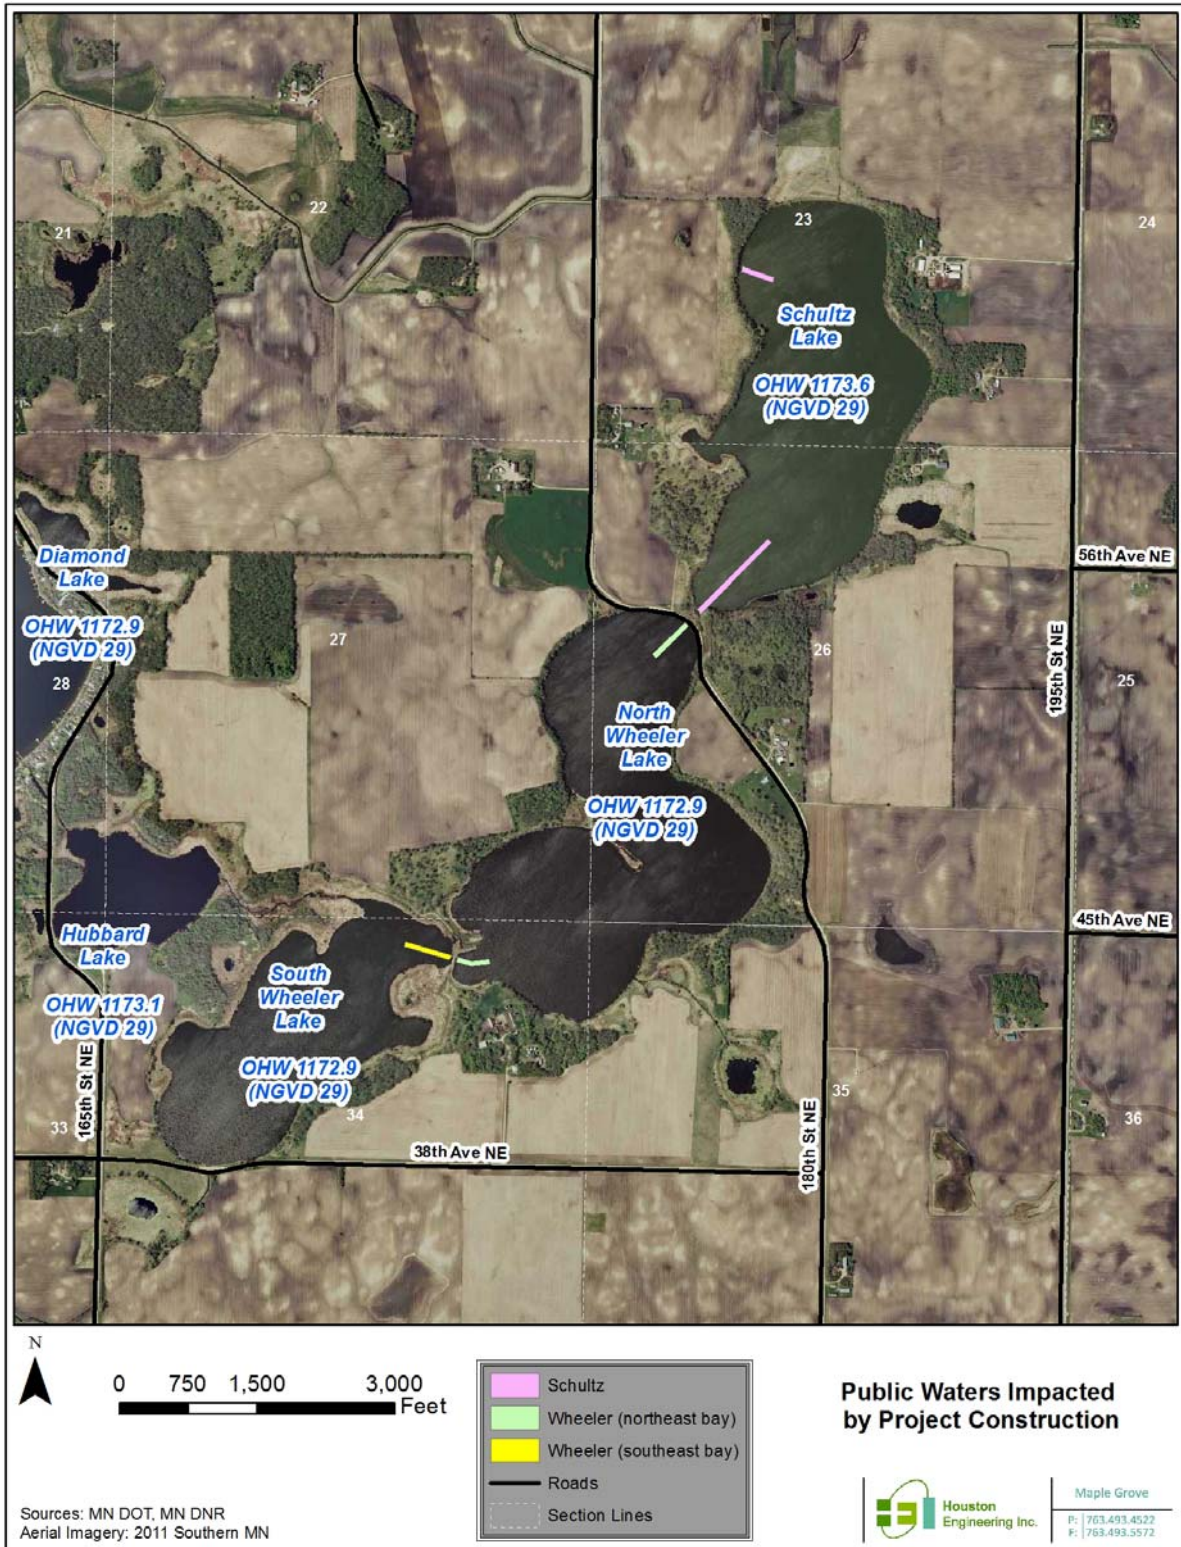 22
23
24
21
Schultz
Lake
OHW 1173.6
(NGVD 29)
Diamond
Lake
OHW 1172.9
(NGVD 29)
28
27
56th Ave NE
26
195th St NE
25
North
Wheeler
Lake
OHW 1172.9
(NGVD 29)
45th Ave NE
Hubbard
Lake
OHW 1173.1
(NGVD 29)
South
Wheeler
Lake
OHW 1172.9
(NGVD 29)
33
165th St NE
34
38th Ave NE
180th St NE
35
36
N
0 750 1,500 3,000
Feet
Schultz
Wheeler (northeast bay)
Wheeler (southeast bay)
Roads
Section Lines
Public Waters Impacted
by Project Construction
Sources: MN DOT, MN DNR
Aerial Imagery: 2011 Southern MN
Houston
Engineering Inc.
Maple Grove
P: 763.493.4522
F: 763.493.5572